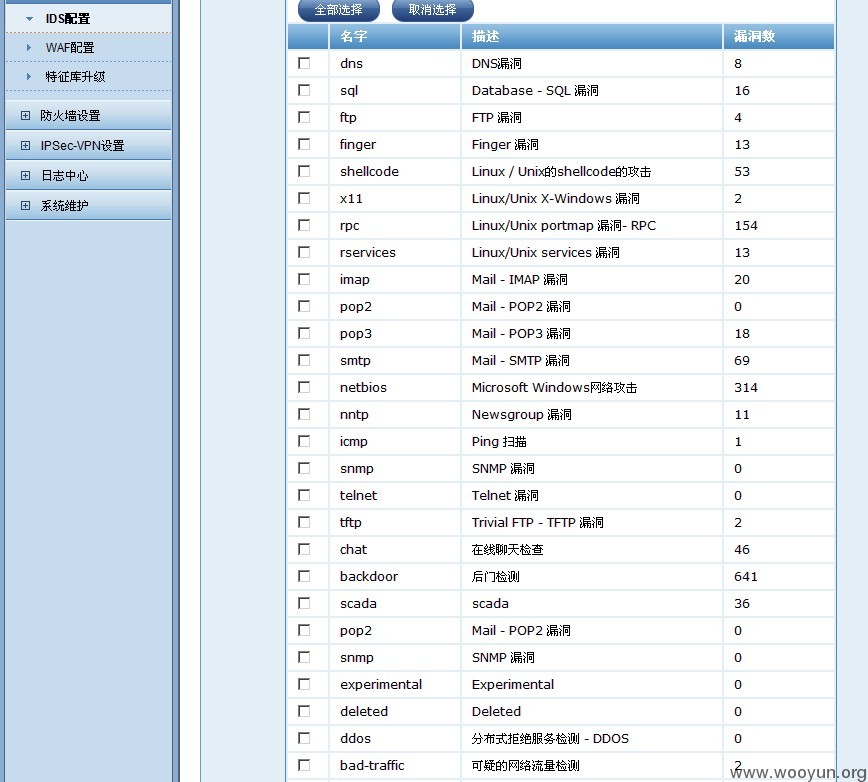 IDS配置
WAF配置
特征库升级
防火墙设置
IPSec-VPN设置
日志中心
系统维护
全部选择 取消选择
名字 描述 漏洞数
dns DNS漏洞 8
sql Database - SQL 漏洞 16
ftp FTP 漏洞 4
finger Finger 漏洞 13
shellcode Linux / Unix的shellcode的攻击 53
x11 Linux/Unix X-Windows 漏洞 2
rpc Linux/Unix portmap 漏洞- RPC 154
rservices Linux/Unix services 漏洞 13
imap Mail - IMAP 漏洞 20
pop2 Mail - POP2 漏洞 0
pop3 Mail - POP3 漏洞 18
smtp Mail - SMTP 漏洞 69
netbios Microsoft Windows网络攻击 314
nntp Newsgroup 漏洞 11
icmp Ping 扫描 1
snmp SNMP 漏洞 0
telnet Telnet 漏洞 0
tftp Trivial FTP - TFTP 漏洞 2
chat 在线聊天检查 46
backdoor 后门检测 641
scada scada 36
pop2 Mail - POP2 漏洞 0
snmp SNMP 漏洞 0
experimental Experimental 0
deleted Deleted 0
ddos 分布式拒绝服务检测 - DDOS 0
bad-traffic 可疑的网络流量检测 2
www.wooyun.org